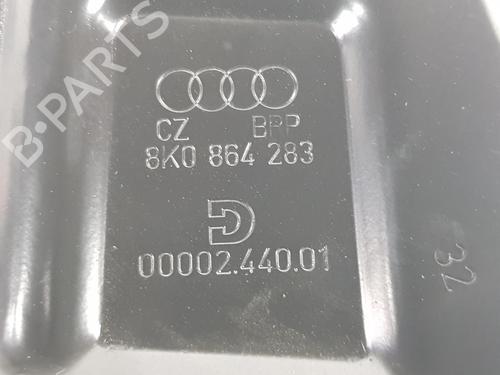 B-PARTS
CZ BPP
8K0 864 283
D
00002.440.01
32